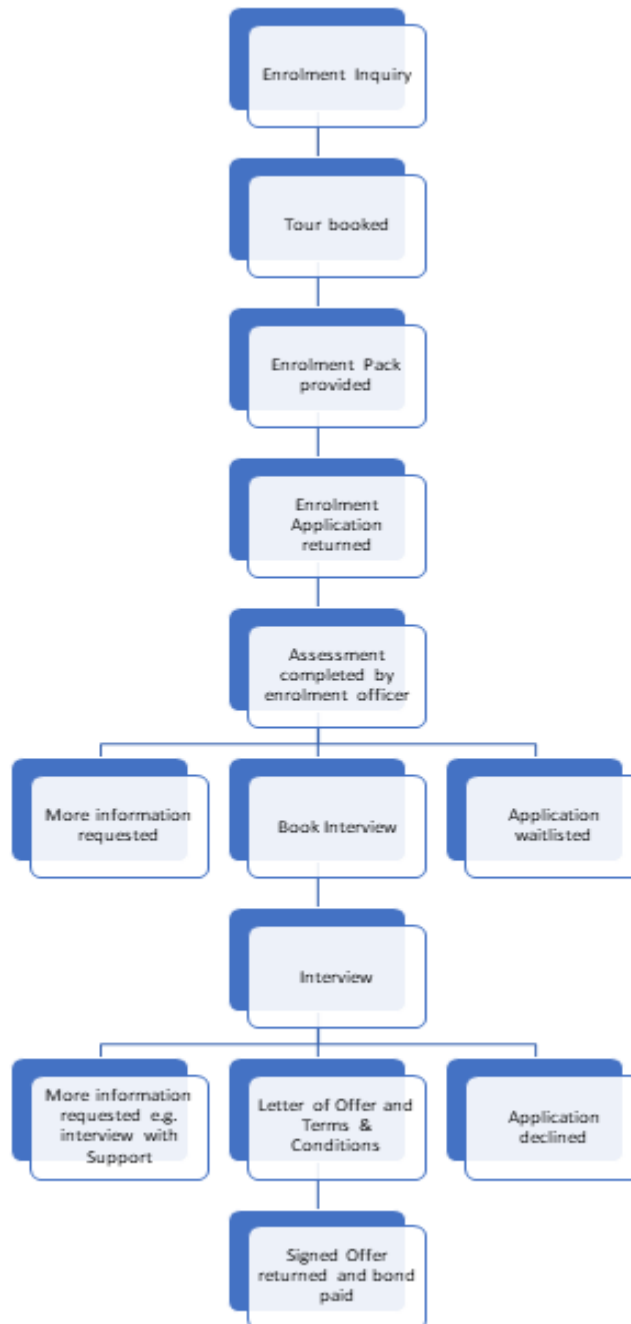 Enrolment Inquiry
Tour booked
Enrolment Pack
provided
Enrolment
Application
returned
Assessment
completed by
enrolment officer
More information
requested
Book Interview
Application
waitlisted
Interview
More information
requested e.g.
interview with
Support
Letter of Offer and
Terms &
Conditions
Application
declined
Signed Offer
returned and bond
paid